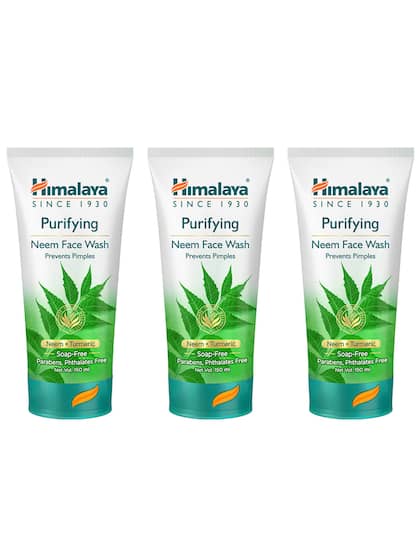 Himalaya
SINCE 1930
Purifying
Neem Face Wash
Prevents Pimples
Neem • Turmeric
Soap-Free
Parabens, Phthalates Free
Net Vol. 150 ml
Himalaya
SINCE 1930
Purifying
Neem Face Wash
Prevents Pimples
Neem • Turmeric
Soap-Free
Parabens, Phthalates Free
Net Vol. 150 ml
Himalaya
SINCE 1930
Purifying
Neem Face Wash
Prevents Pimples
Neem • Turmeric
Soap-Free
Parabens, Phthalates Free
Net Vol. 150 ml